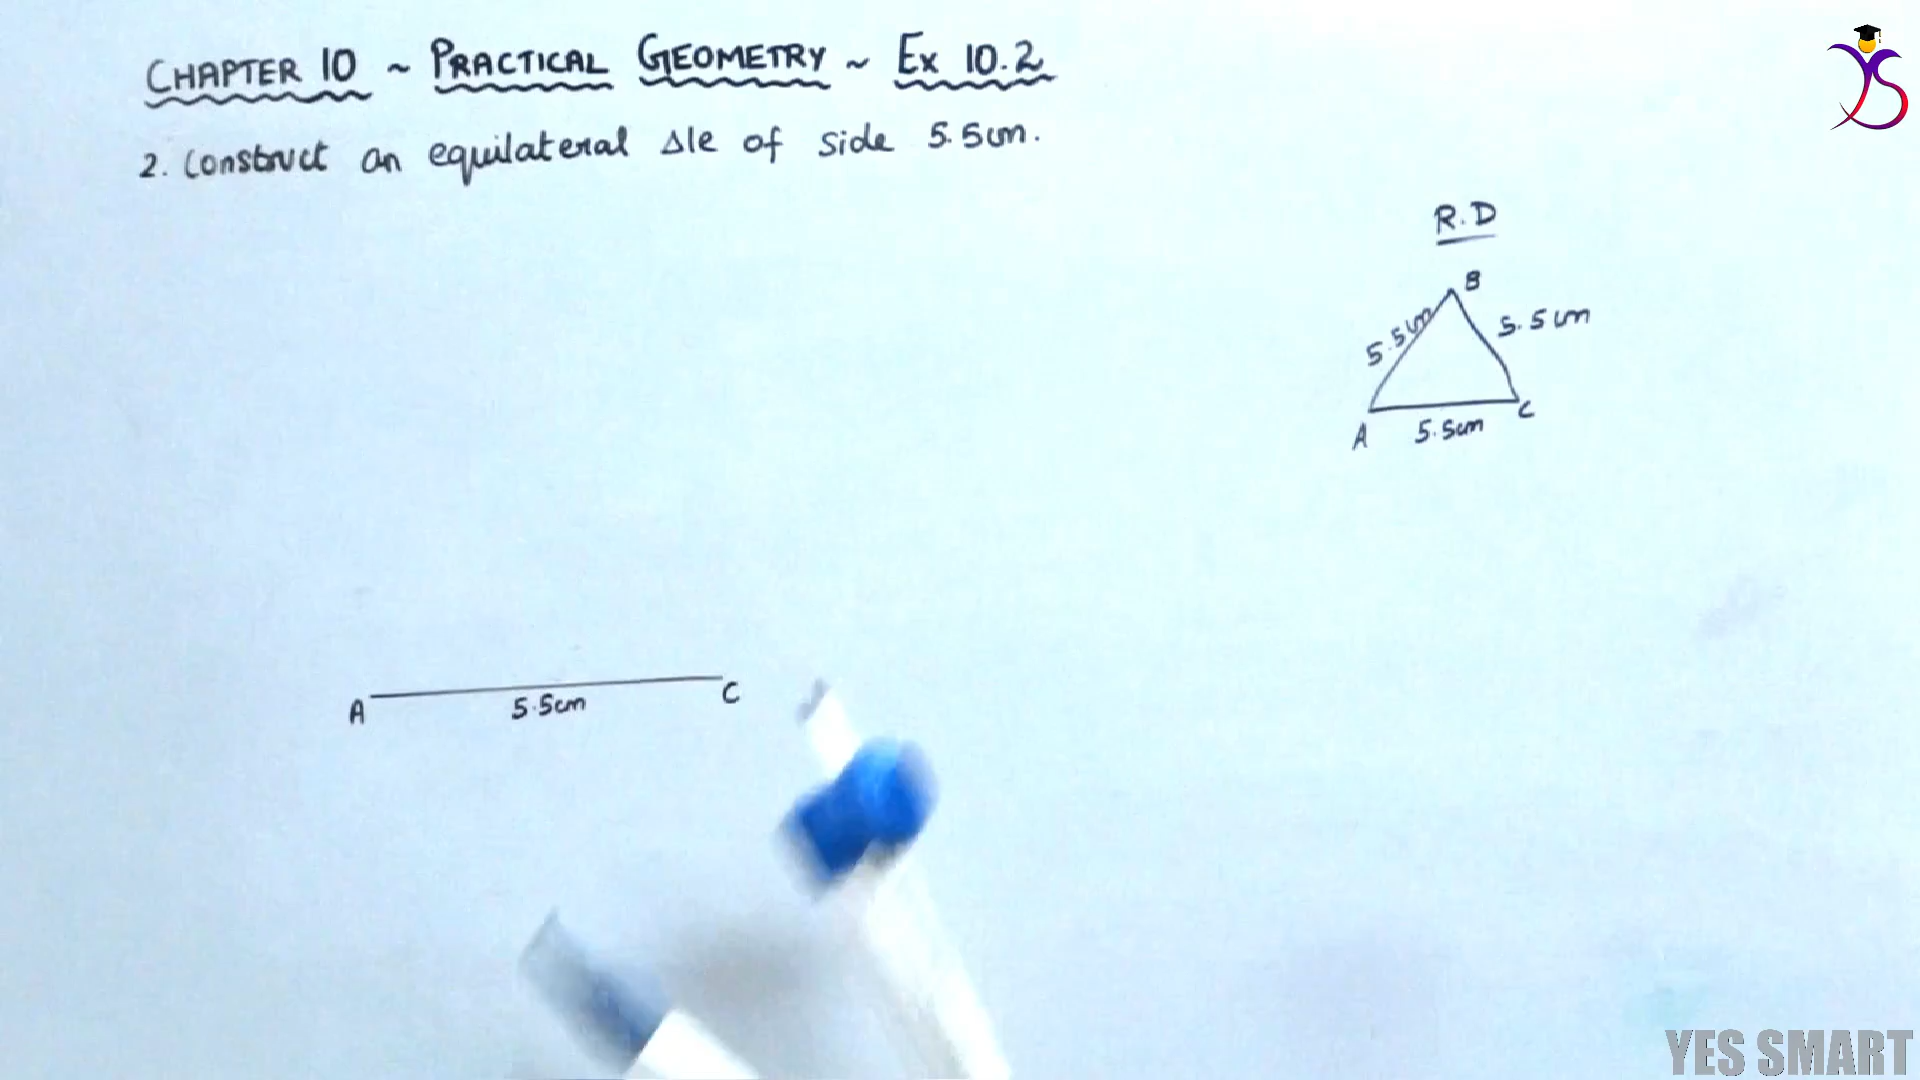 CHAPTER 10 ~ PRACTICAL GEOMETRY ~ Ex 10.2
2. Construct an equilateral Δle of side 5.5cm.
R.D
B
5.5cm
5.5cm
A
C
5.5cm
A
C
5.5cm
YES SMART